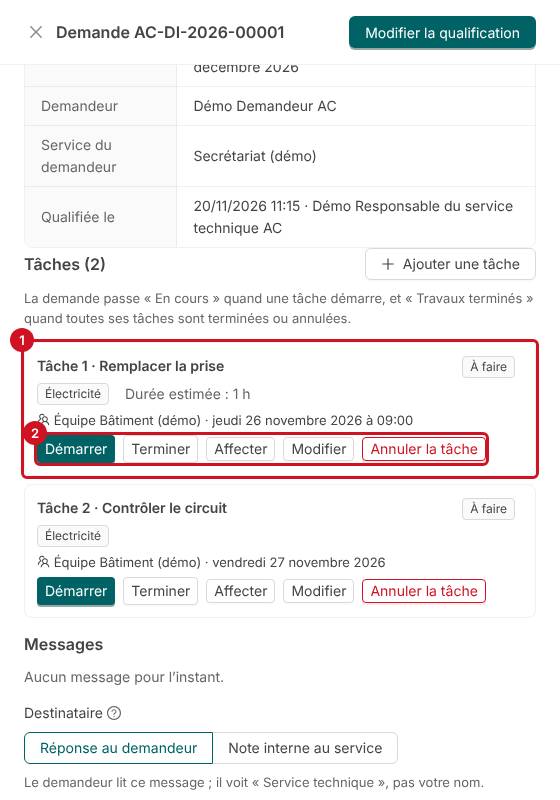 Demande AC-DI-2026-00001
Modifier la qualification
décembre 2026
Demandeur
Démo Demandeur AC
Service du
demandeur
Secrétariat (démo)
Qualifiée le
20/11/2026 11:15 · Démo Responsable du service
technique AC
Tâches (2)
Ajouter une tâche
La demande passe « En cours » quand une tâche démarre, et « Travaux terminés »
quand toutes ses tâches sont terminées ou annulées.
1
Tâche 1 · Remplacer la prise
À faire
Électricité
Durée estimée : 1 h
Équipe Bâtiment (démo) · jeudi 26 novembre 2026 à 09:00
2
Démarrer
Terminer
Affecter
Modifier
Annuler la tâche
Tâche 2 · Contrôler le circuit
À faire
Électricité
Équipe Bâtiment (démo) · vendredi 27 novembre 2026
Démarrer
Terminer
Affecter
Modifier
Annuler la tâche
Messages
Aucun message pour l’instant.
Destinataire
Réponse au demandeur
Note interne au service
Le demandeur lit ce message ; il voit « Service technique », pas votre nom.